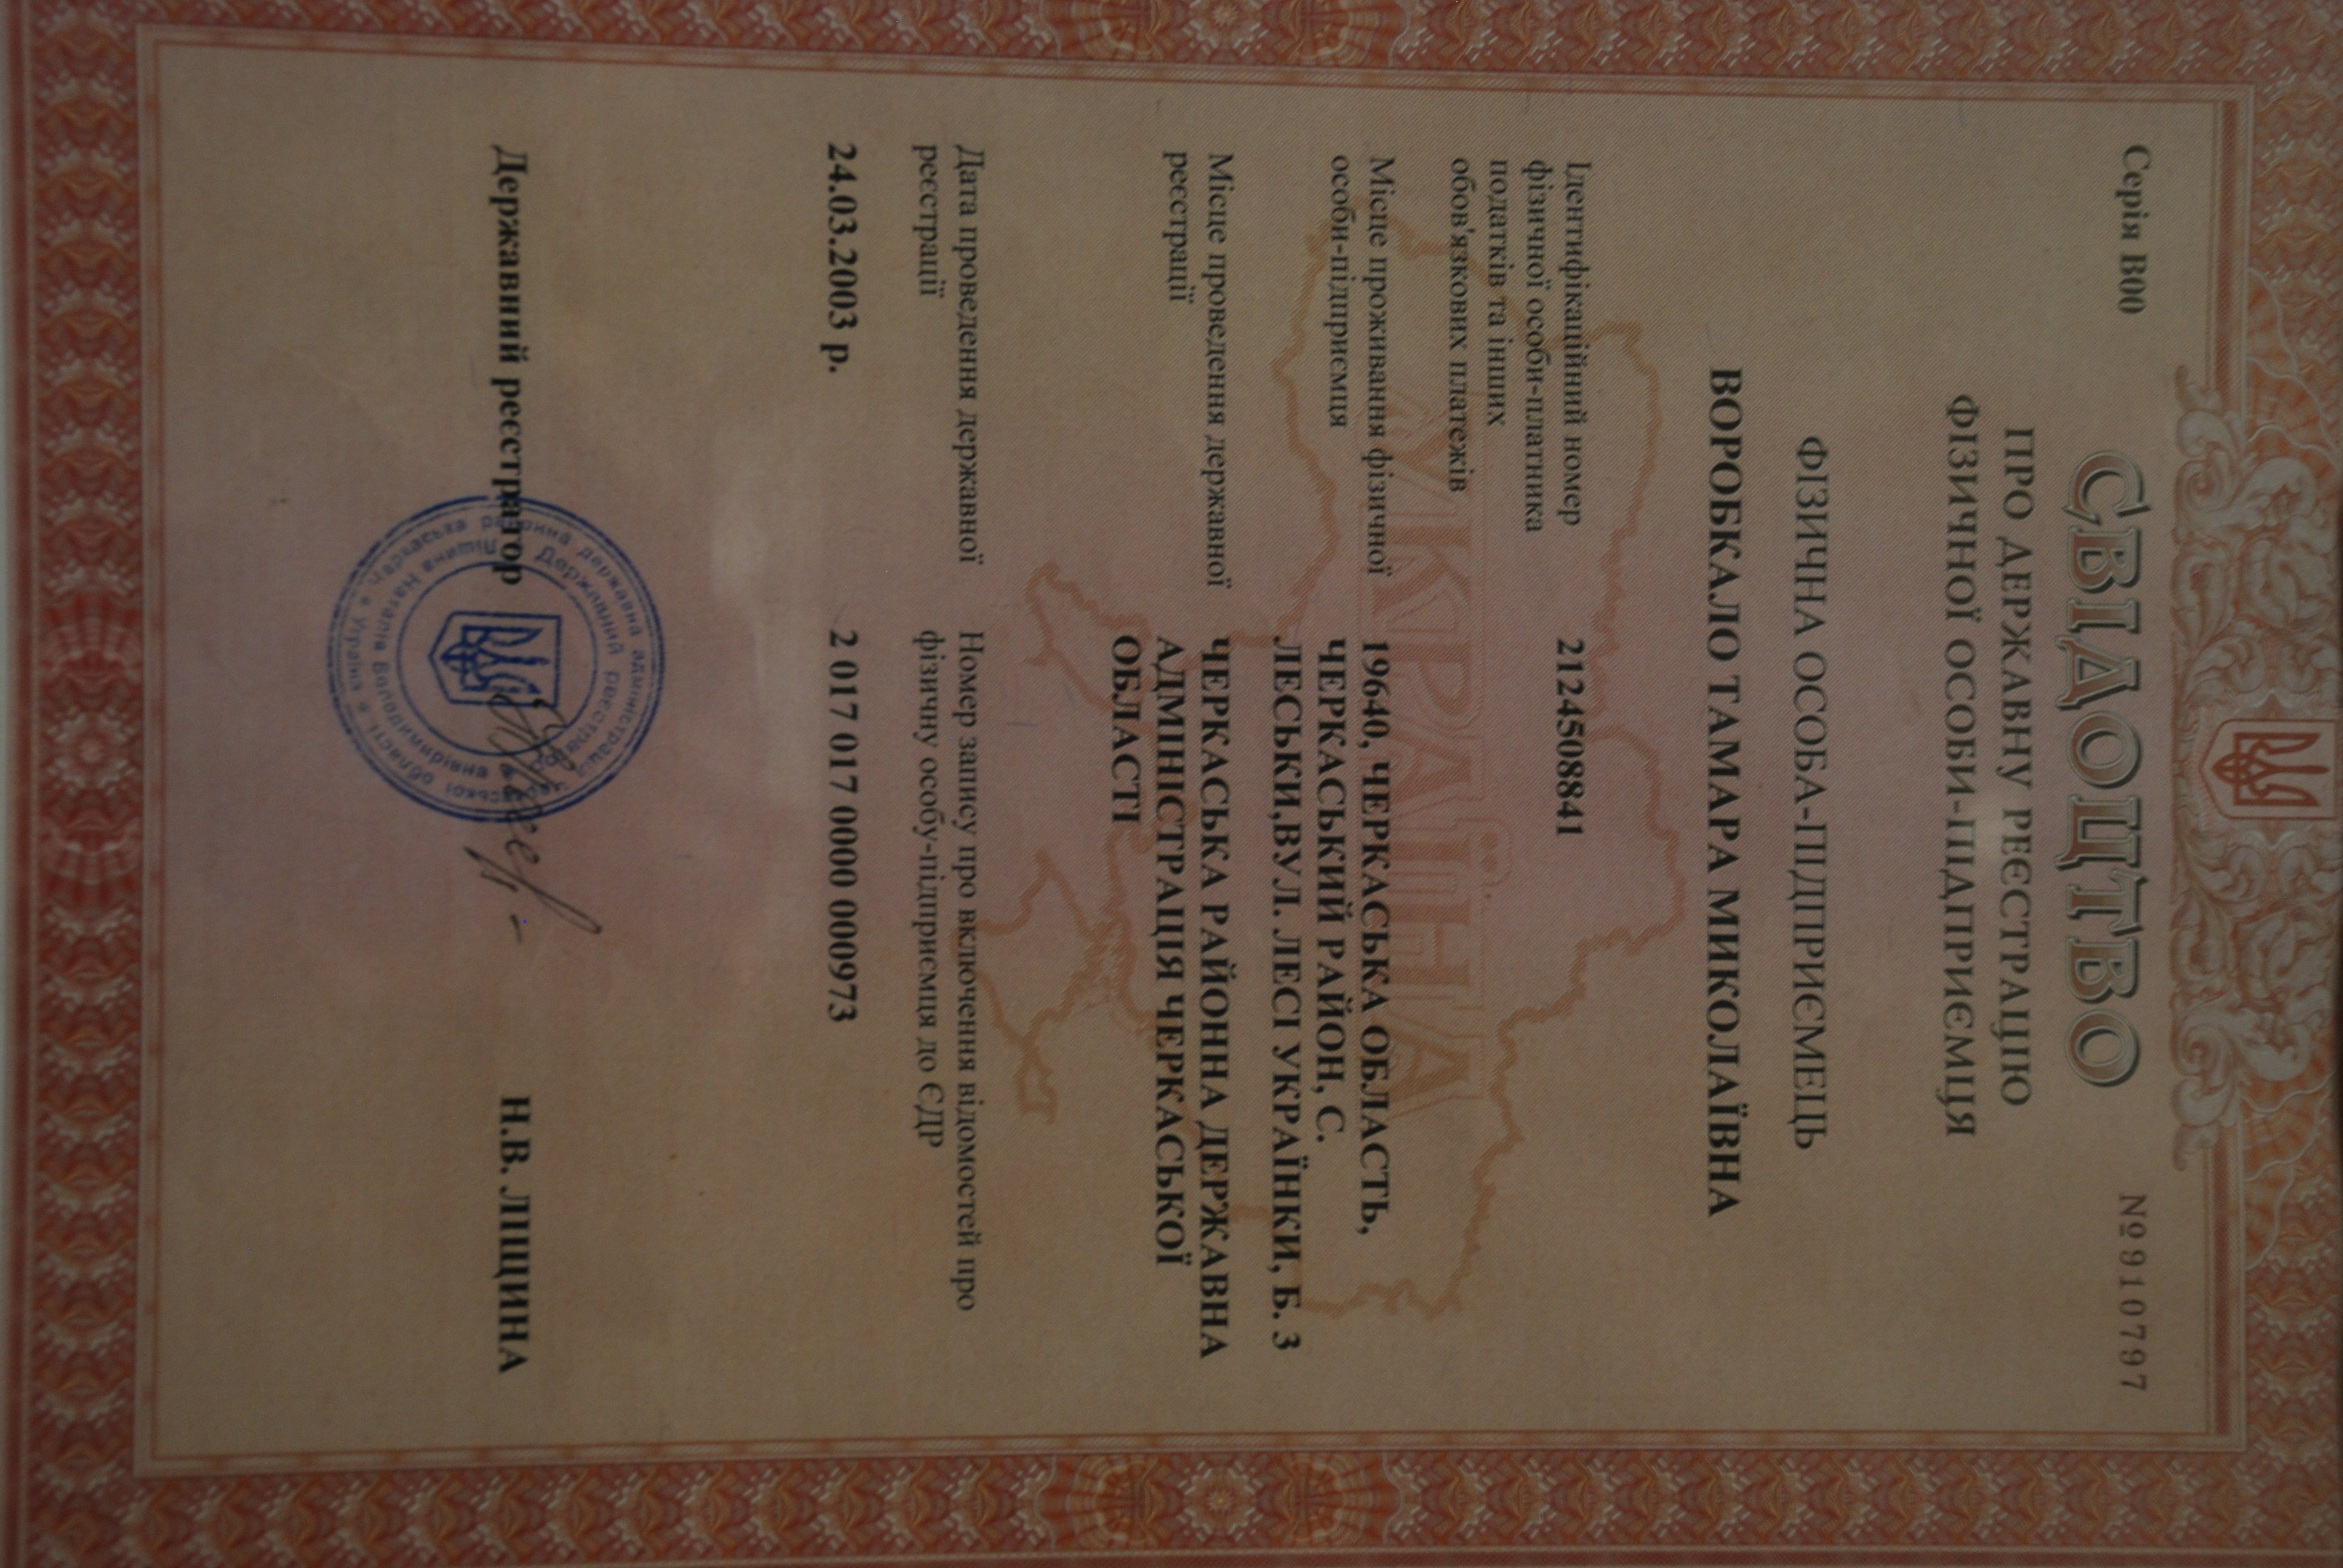 Серія В00
СВІДОЦТВО
№910797
ПРО ДЕРЖАВНУ РЕЄСТРАЦІЮ
ФІЗИЧНОЇ ОСОБИ-ПІДПРИЄМЦЯ
ФІЗИЧНА ОСОБА-ПІДПРИЄМЕЦЬ
ВОРОБКАЛО ТАМАРА МИКОЛАЇВНА
Ідентифікаційний номер
фізичної особи-платника
податків та інших
обов'язкових платежів
2124508841
УКРАЇНА
Місце проживання фізичної
особи-підприємця
19640, ЧЕРКАСЬКА ОБЛАСТЬ,
ЧЕРКАСЬКИЙ РАЙОН, С.
ЛЕСЬКИ,ВУЛ. ЛЕСІ УКРАЇНКИ, Б. 3
Місце проведення державної
реєстрації
ЧЕРКАСЬКА РАЙОННА ДЕРЖАВНА
АДМІНІСТРАЦІЯ ЧЕРКАСЬКОЇ
ОБЛАСТІ
Дата проведення державної
реєстрації
Номер запису про включення відомостей про
фізичну особу-підприємця до ЄДР
24.03.2003 р.
2 017 017 0000 000973
Державний реєстратор
Н.В. ЛІЩИНА
державна адміністрація Черкаської області * Україна *
Державний реєстратор * Ліщина Наталія Володимирівна